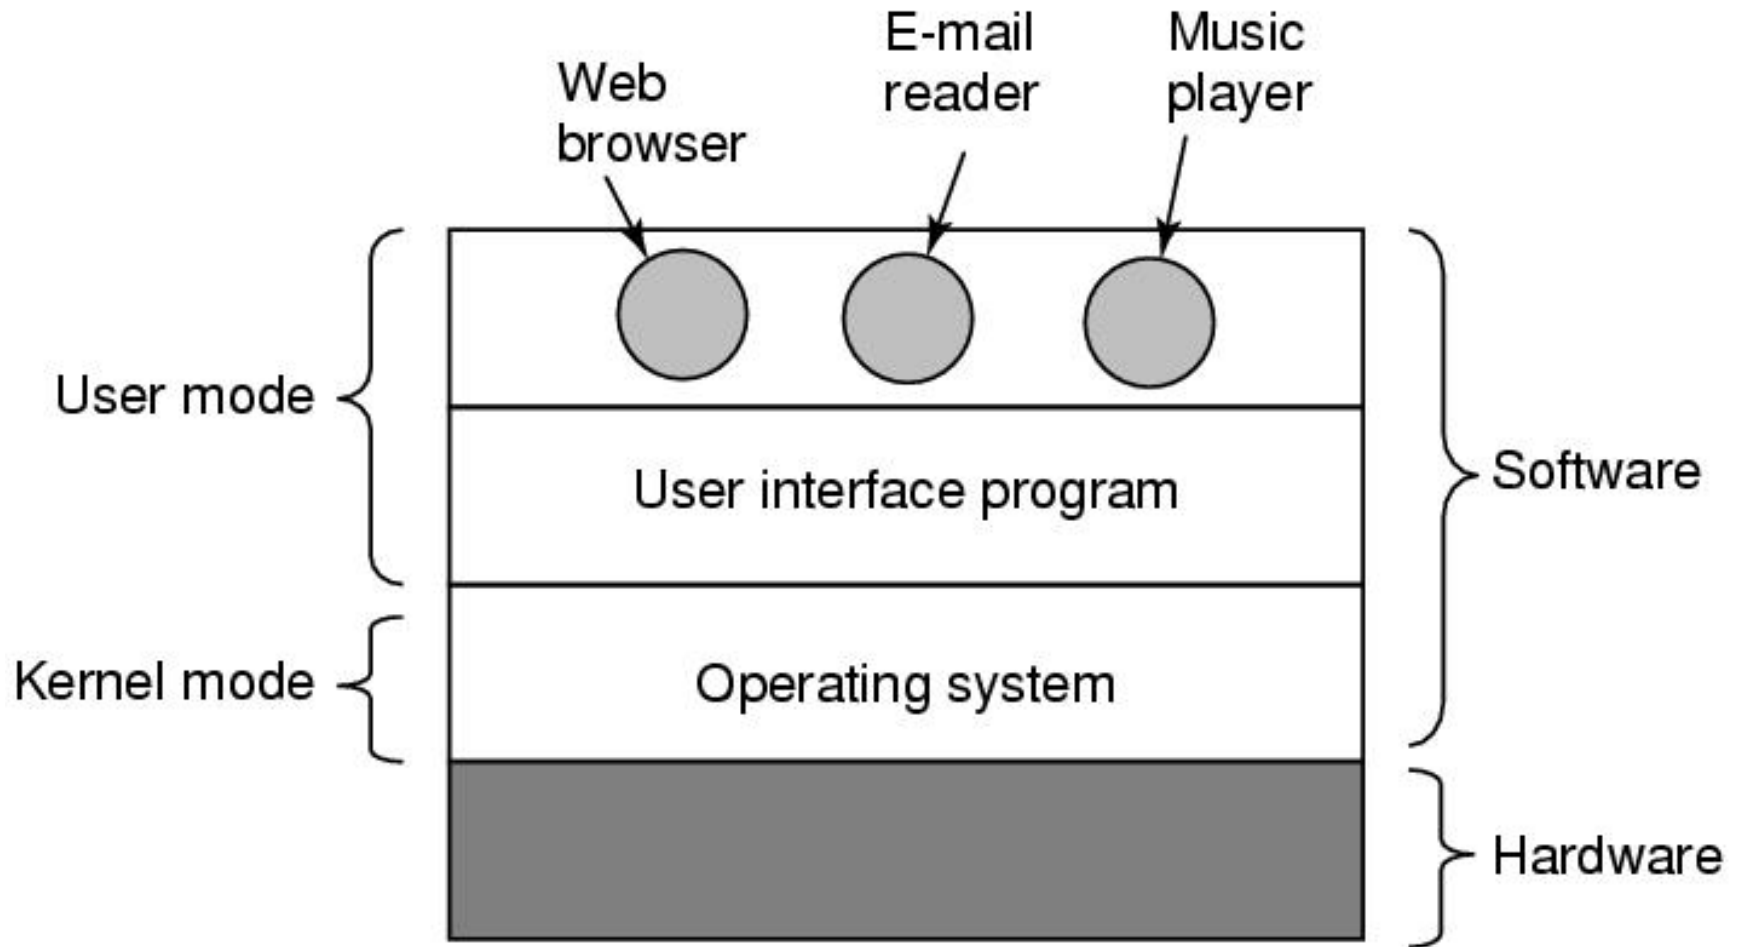 Web
browser
E-mail
reader
Music
player
User mode
User interface program
Software
Kernel mode
Operating system
Hardware